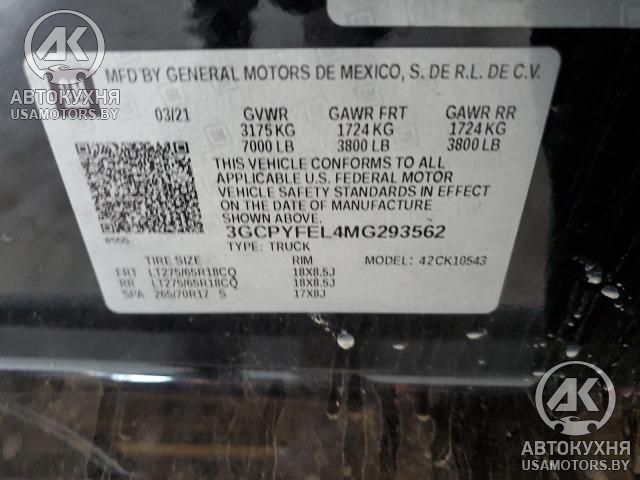 АВТОКУХНЯ
USAMOTORS.BY
GM
MFD BY GENERAL MOTORS DE MEXICO, S. DE R.L. DE C.V.
03/21 GVWR GAWR FRT GAWR RR
3175 KG 1724 KG 1724 KG
7000 LB 3800 LB 3800 LB
THIS VEHICLE CONFORMS TO ALL
APPLICABLE U.S. FEDERAL MOTOR
VEHICLE SAFETY STANDARDS IN EFFECT
ON THE DATE OF MANUFACTURE
SHOWN ABOVE.
3GCPYFEL4MG293562
TYPE: TRUCK
TIRE SIZE RIM MODEL: 42CK10543
FRT LT275/65R18CQ 18X8.5J
RR LT275/65R18CQ 18X8.5J
SPA 265/70R17 S 17X8J
АК
АВТОКУХНЯ
USAMOTORS.BY